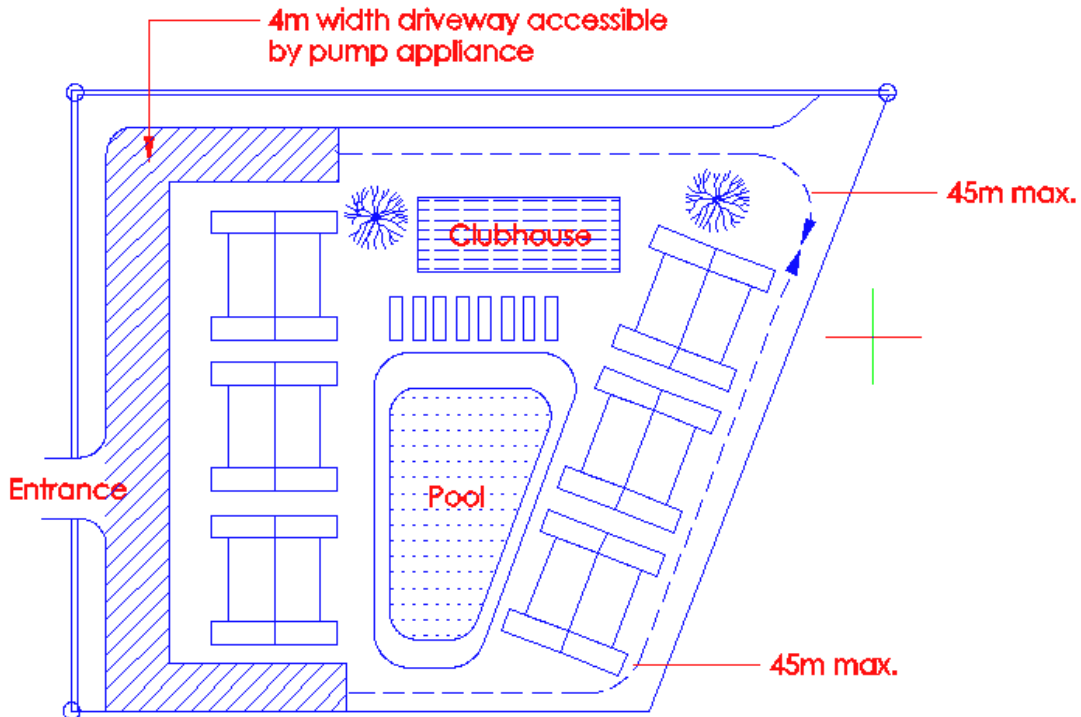 4m width driveway accessible
by pump appliance
45m max.
Clubhouse
Entrance
Pool
45m max.